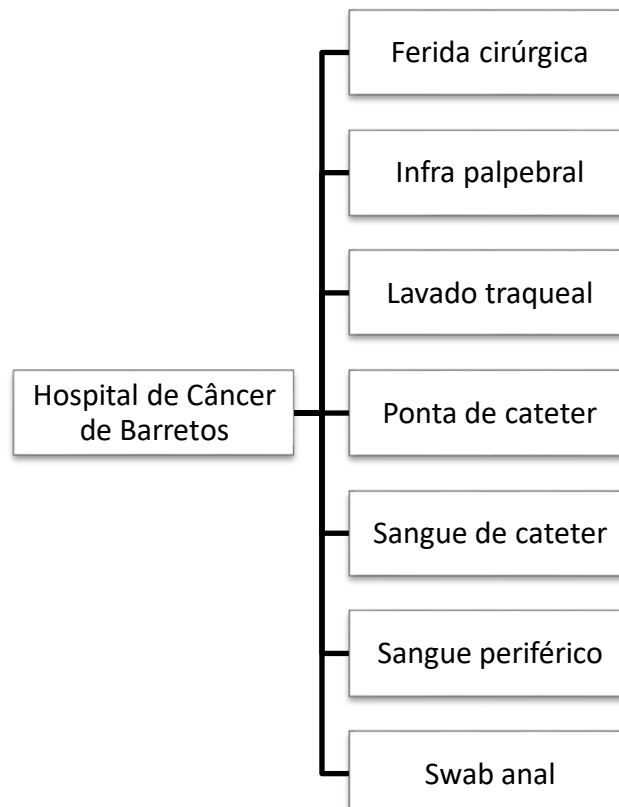 Hospital de Câncer
de Barretos
Ferida cirúrgica
Infra palpebral
Lavado traqueal
Ponta de cateter
Sangue de cateter
Sangue periférico
Swab anal